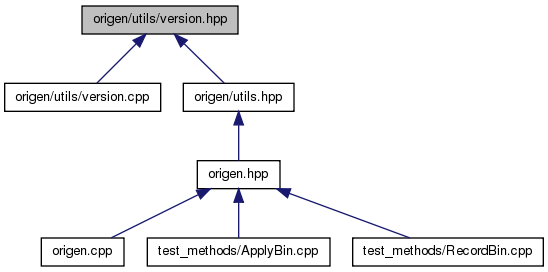 origen/utils/version.hpp
origen/utils/version.cpp
origen/utils.hpp
origen.hpp
origen.cpp
test_methods/ApplyBin.cpp
test_methods/RecordBin.cpp